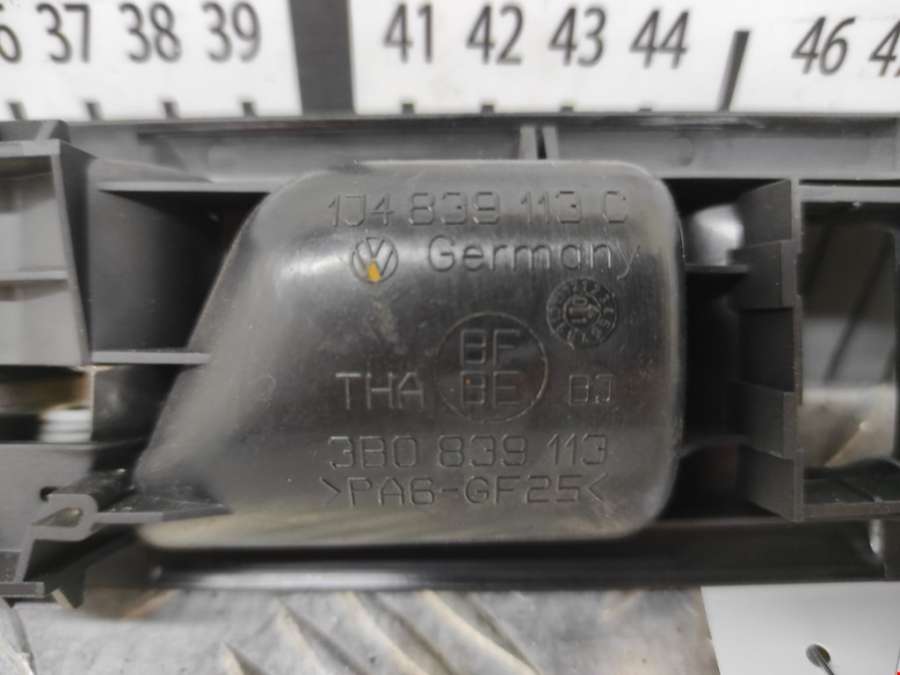 37 38 39 41 42 43 44 46
1J4 839 113 C
VW Germany
BF
THA BE BJ
3B0 839 113
>PA6-GF25<